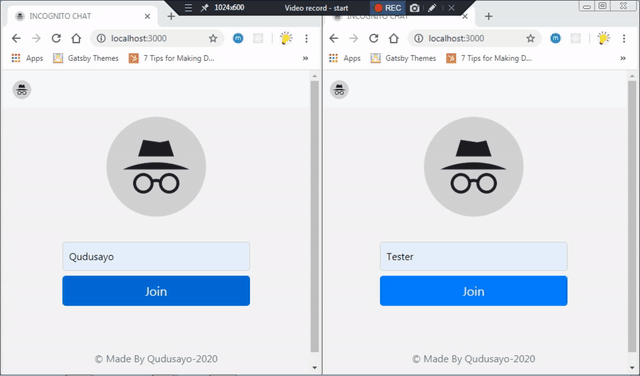 1024x600
Video record - start
REC
INCOGNITO CHAT
INCOGNITO CHAT
localhost:3000
localhost:3000
Apps
Gatsby Themes
7 Tips for Making D...
Apps
Gatsby Themes
7 Tips for Making D...
Qudusayo
Join
Tester
Join
© Made By Qudusayo-2020
© Made By Qudusayo-2020